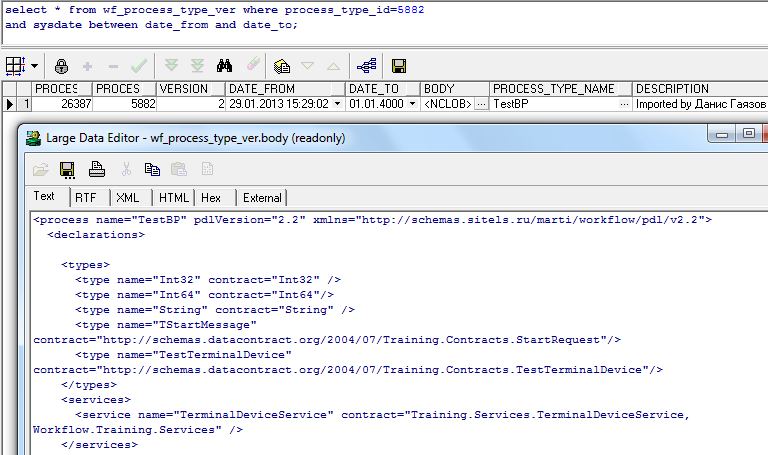 select * from wf_process_type_ver where process_type_id=5882
and sysdate between date_from and date_to;
PROCES PROCES VERSION DATE_FROM DATE_TO BODY PROCESS_TYPE_NAME DESCRIPTION
1 26387 5882 2 29.01.2013 15:29:02 01.01.4000 <NCLOB> ... TestBP ... Imported by Данис Гаязов
Large Data Editor - wf_process_type_ver.body (readonly)
Text RTF XML HTML Hex External
<process name="TestBP" pdlVersion="2.2" xmlns="http://schemas.sitels.ru/marti/workflow/pdl/v2.2">
<declarations>
<types>
<type name="Int32" contract="Int32" />
<type name="Int64" contract="Int64"/>
<type name="String" contract="String" />
<type name="TStartMessage"
contract="http://schemas.datacontract.org/2004/07/Training.Contracts.StartRequest"/>
<type name="TestTerminalDevice"
contract="http://schemas.datacontract.org/2004/07/Training.Contracts.TestTerminalDevice"/>
</types>
<services>
<service name="TerminalDeviceService" contract="Training.Services.TerminalDeviceService,
Workflow.Training.Services" />
</services>